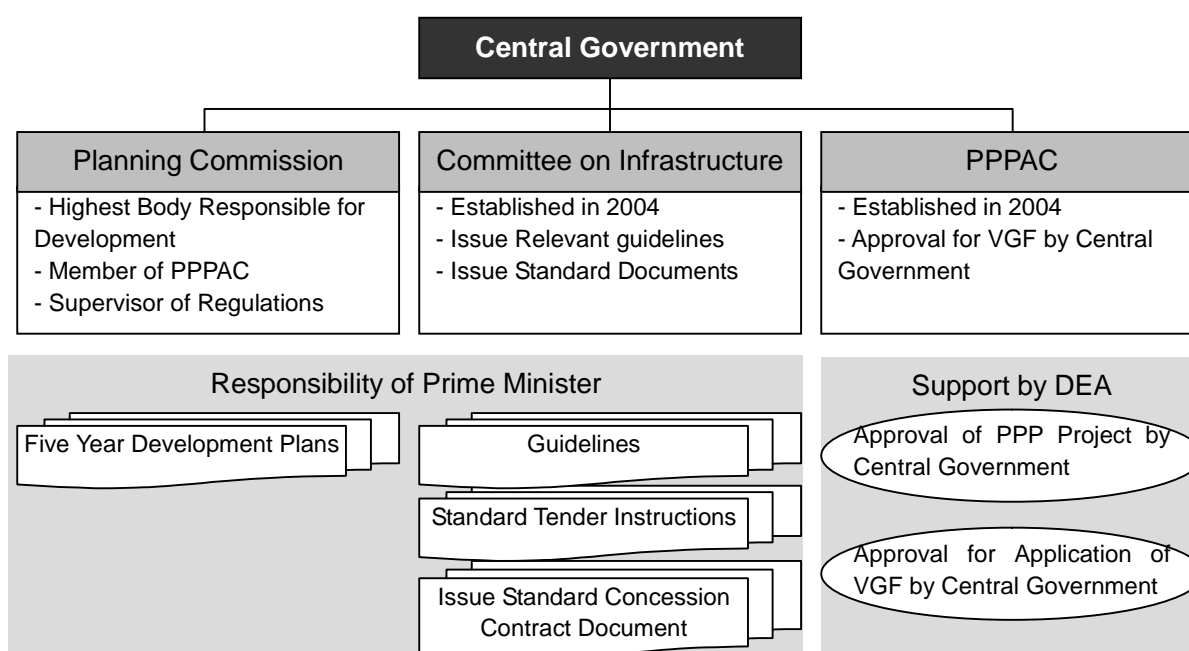 Central Government
Planning Commission
- Highest Body Responsible for
Development
- Member of PPPAC
- Supervisor of Regulations
Committee on Infrastructure
- Established in 2004
- Issue Relevant guidelines
- Issue Standard Documents
PPPAC
- Established in 2004
- Approval for VGF by Central
Government
Responsibility of Prime Minister
Five Year Development Plans
Guidelines
Standard Tender Instructions
Issue Standard Concession
Contract Document
Support by DEA
Approval of PPP Project by
Central Government
Approval for Application of
VGF by Central Government